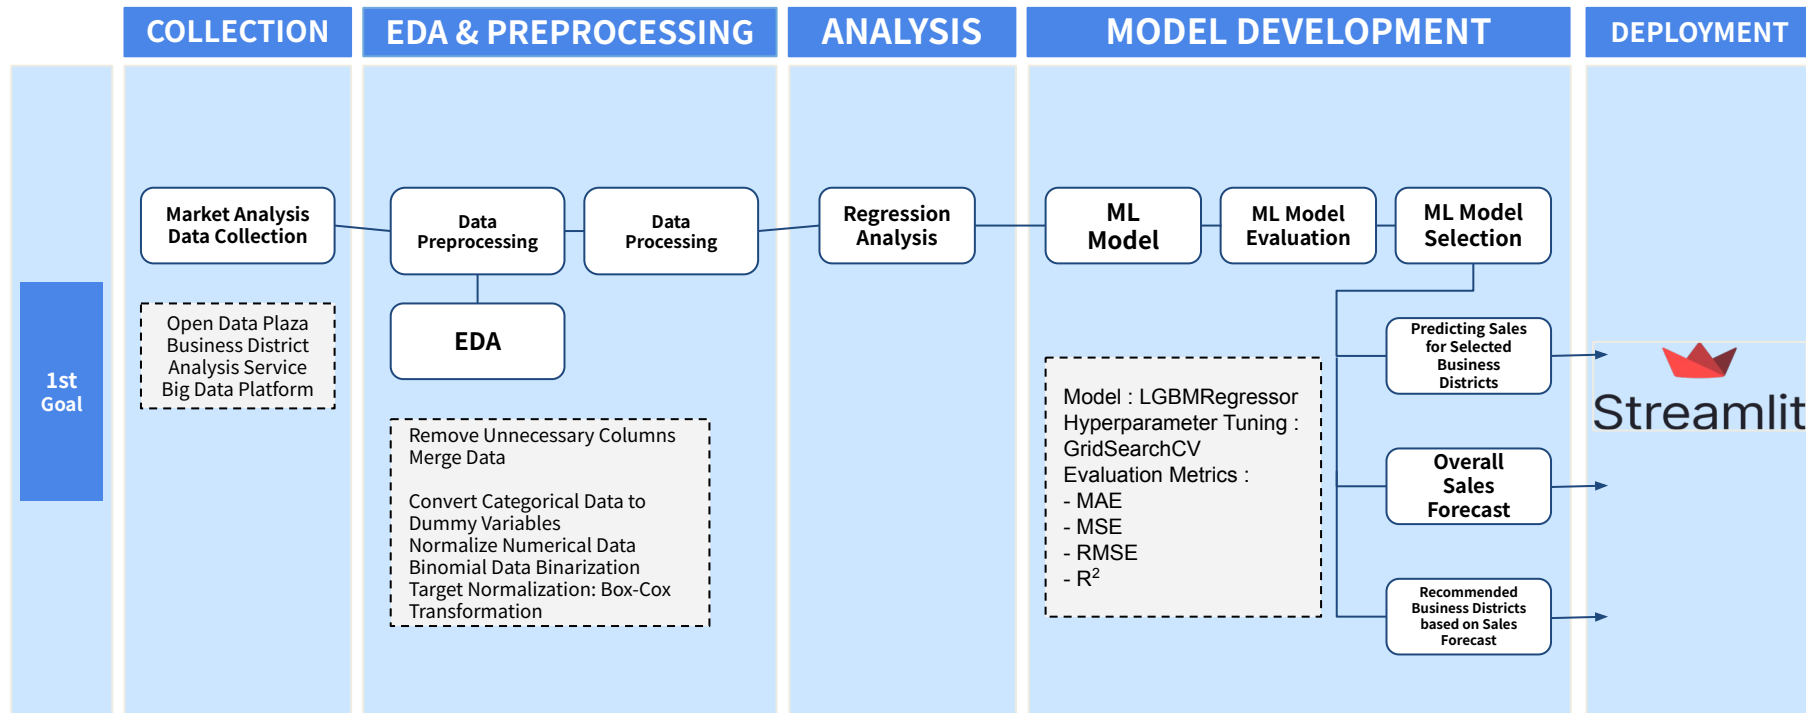 COLLECTION
EDA & PREPROCESSING
ANALYSIS
MODEL DEVELOPMENT
DEPLOYMENT
1st
Goal
Market Analysis
Data Collection
Open Data Plaza
Business District
Analysis Service
Big Data Platform
Data
Preprocessing
Data
Processing
EDA
Remove Unnecessary Columns
Merge Data
Convert Categorical Data to
Dummy Variables
Normalize Numerical Data
Binomial Data Binarization
Target Normalization: Box-Cox
Transformation
Regression
Analysis
ML
Model
ML Model
Evaluation
ML Model
Selection
Model : LGBMRegressor
Hyperparameter Tuning :
GridSearchCV
Evaluation Metrics :
- MAE
- MSE
- RMSE
- R²
Predicting Sales
for Selected
Business
Districts
Overall
Sales
Forecast
Recommended
Business Districts
based on Sales
Forecast
Streamlit